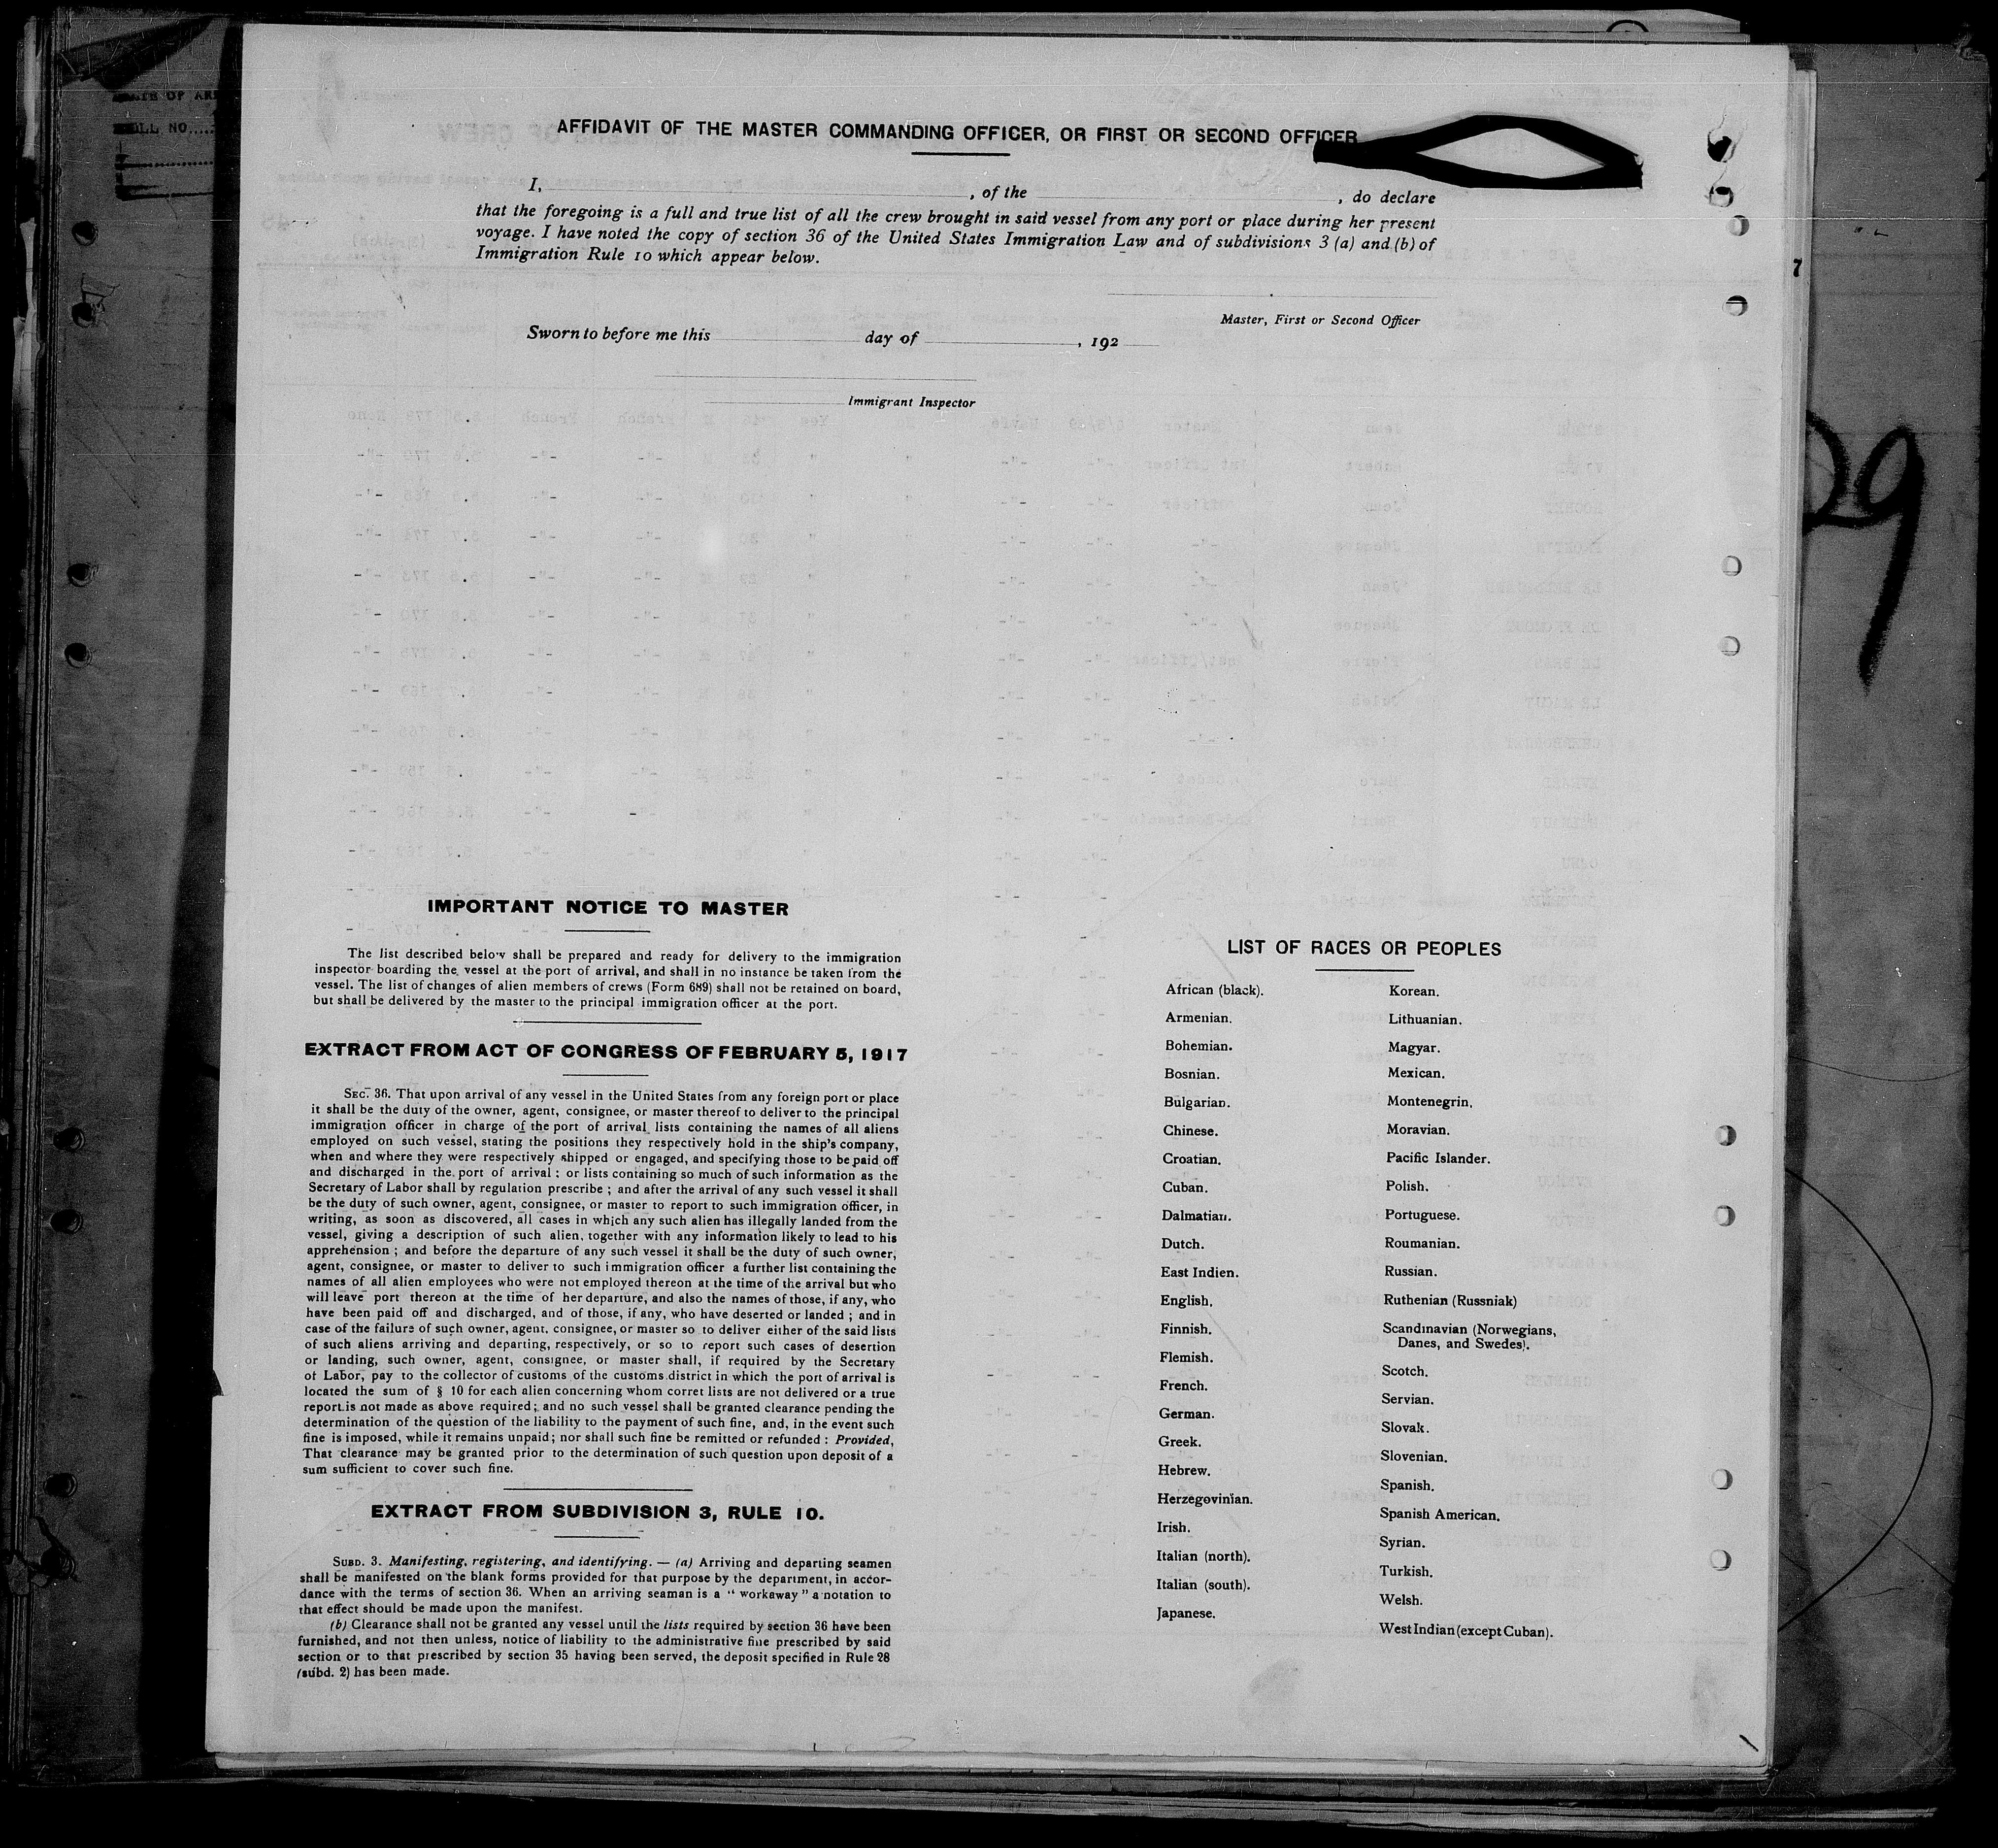 AFFIDAVIT OF THE MASTER COMMANDING OFFICER, OR FIRST OR SECOND OFFICER
I, , of the , do declare
that the foregoing is a full and true list of all the crew brought in said vessel from any port or place during her present
voyage. I have noted the copy of section 36 of the United States Immigration Law and of subdivisions 3 (a) and (b) of
Immigration Rule 10 which appear below.
Master, First or Second Officer
Sworn to before me this day of , 192
Immigrant Inspector
7
29
IMPORTANT NOTICE TO MASTER
The list described below shall be prepared and ready for delivery to the immigration
inspector boarding the vessel at the port of arrival, and shall in no instance be taken from the
vessel. The list of changes of alien members of crews (Form 689) shall not be retained on board,
but shall be delivered by the master to the principal immigration officer at the port.
EXTRACT FROM ACT OF CONGRESS OF FEBRUARY 5, 1917
SEC. 36. That upon arrival of any vessel in the United States from any foreign port or place
it shall be the duty of the owner, agent, consignee, or master thereof to deliver to the principal
immigration officer in charge of the port of arrival lists containing the names of all aliens
employed on such vessel, stating the positions they respectively hold in the ship's company,
when and where they were respectively shipped or engaged, and specifying those to be paid off
and discharged in the port of arrival ; or lists containing so much of such information as the
Secretary of Labor shall by regulation prescribe ; and after the arrival of any such vessel it shall
be the duty of such owner, agent, consignee, or master to report to such immigration officer, in
writing, as soon as discovered, all cases in which any such alien has illegally landed from the
vessel, giving a description of such alien, together with any information likely to lead to his
apprehension ; and before the departure of any such vessel it shall be the duty of such owner,
agent, consignee, or master to deliver to such immigration officer a further list containing the
names of all alien employees who were not employed thereon at the time of the arrival but who
will leave port thereon at the time of her departure, and also the names of those, if any, who
have been paid off and discharged, and of those, if any, who have deserted or landed ; and in
case of the failure of such owner, agent, consignee, or master so to deliver either of the said lists
of such aliens arriving and departing, respectively, or so to report such cases of desertion
or landing, such owner, agent, consignee, or master shall, if required by the Secretary
of Labor, pay to the collector of customs of the customs district in which the port of arrival is
located the sum of § 10 for each alien concerning whom corret lists are not delivered or a true
report is not made as above required ; and no such vessel shall be granted clearance pending the
determination of the question of the liability to the payment of such fine, and, in the event such
fine is imposed, while it remains unpaid ; nor shall such fine be remitted or refunded : Provided,
That clearance may be granted prior to the determination of such question upon deposit of a
sum sufficient to cover such fine.
EXTRACT FROM SUBDIVISION 3, RULE 10.
SUBD. 3. Manifesting, registering, and identifying. — (a) Arriving and departing seamen
shall be manifested on the blank forms provided for that purpose by the department, in accor-
dance with the terms of section 36. When an arriving seaman is a " workaway " a notation to
that effect should be made upon the manifest.
(b) Clearance shall not be granted any vessel until the lists required by section 36 have been
furnished, and not then unless, notice of liability to the administrative fine prescribed by said
section or to that prescribed by section 35 having been served, the deposit specified in Rule 28
(subd. 2) has been made.
LIST OF RACES OR PEOPLES
African (black).
Armenian.
Bohemian.
Bosnian.
Bulgarian.
Chinese.
Croatian.
Cuban.
Dalmatian.
Dutch.
East Indien.
English.
Finnish.
Flemish.
French.
German.
Greek.
Hebrew.
Herzegovinian.
Irish.
Italian (north).
Italian (south).
Japanese.
Korean.
Lithuanian.
Magyar.
Mexican.
Montenegrin.
Moravian.
Pacific Islander.
Polish.
Portuguese.
Roumanian.
Russian.
Ruthenian (Russniak)
Scandinavian (Norwegians,
Danes, and Swedes).
Scotch.
Servian.
Slovak.
Slovenian.
Spanish.
Spanish American.
Syrian.
Turkish.
Welsh.
West Indian (except Cuban).